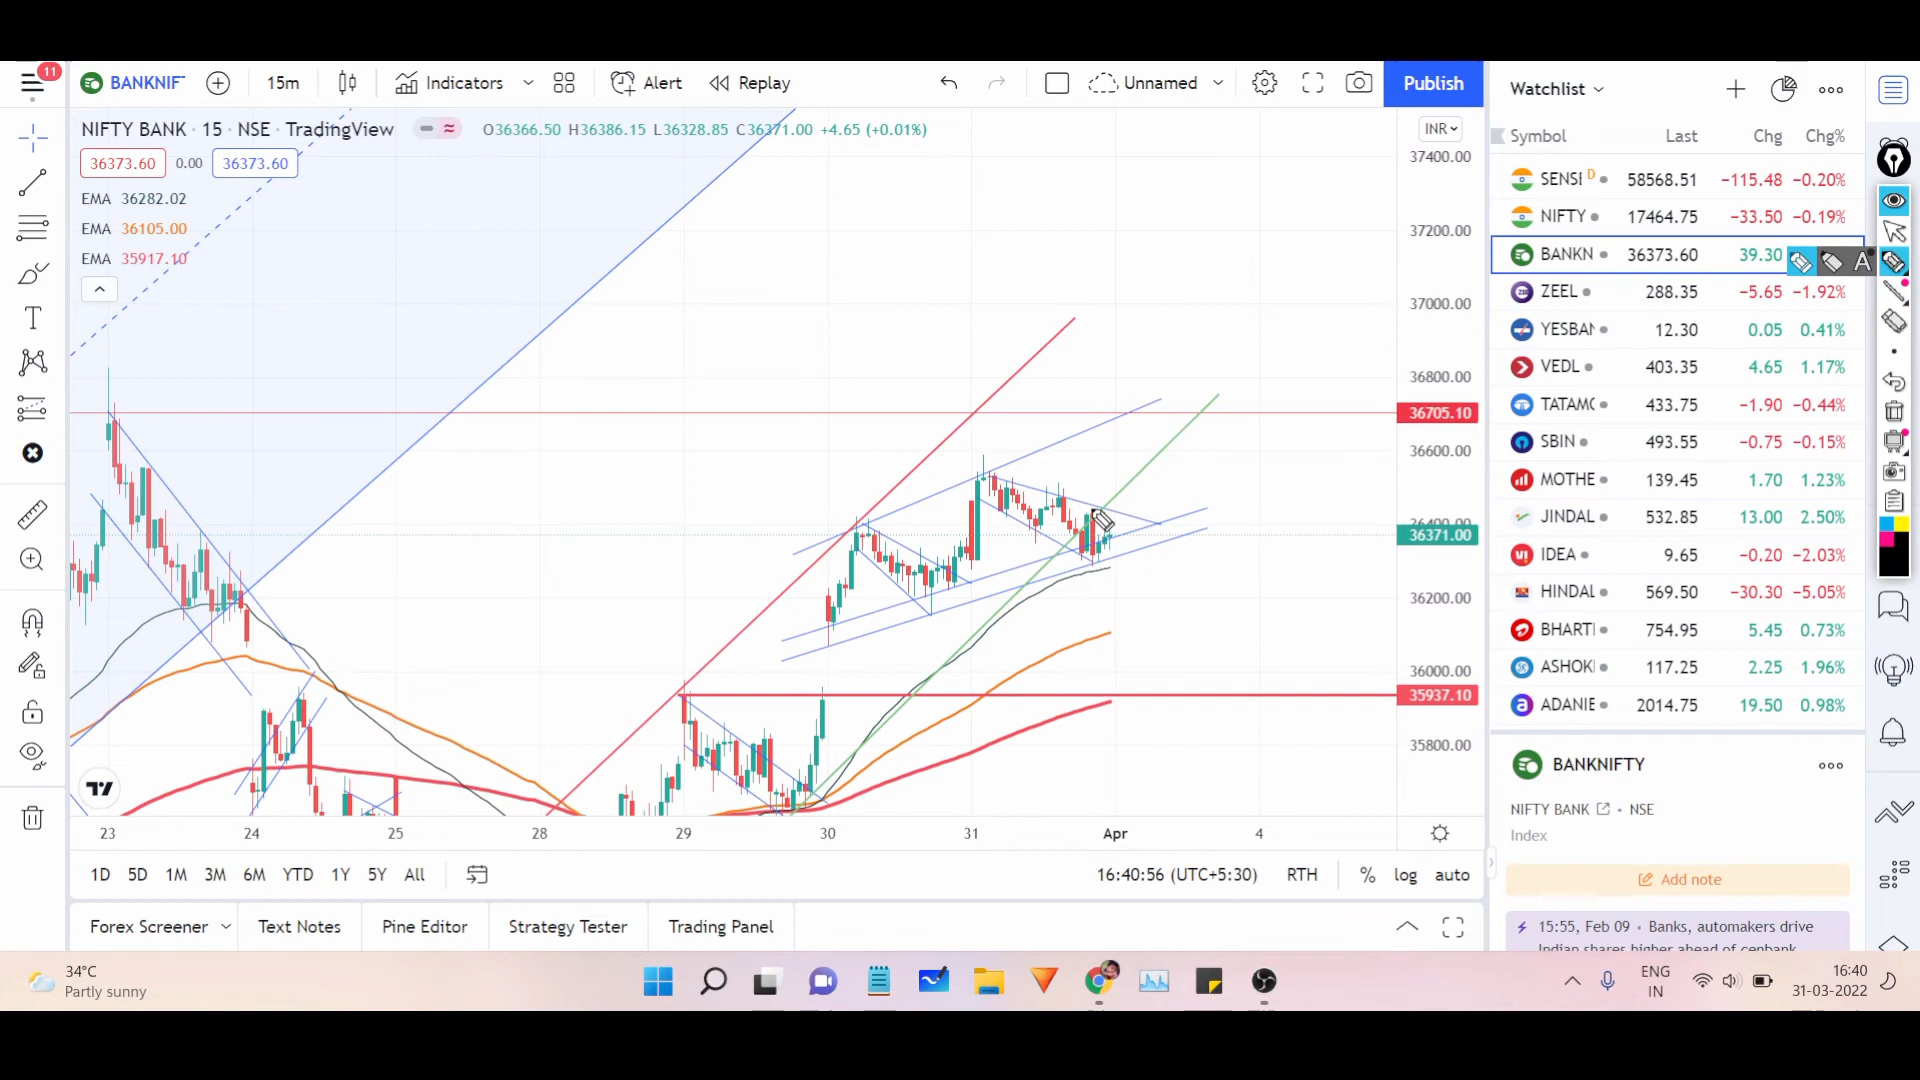 11
BANKNIF
15m
Indicators
Alert
Replay
Unnamed
Publish
Watchlist
NIFTY BANK · 15 · NSE · TradingView
O36366.50 H36386.15 L36328.85 C36371.00 +4.65 (+0.01%)
36373.60 0.00 36373.60
EMA 36282.02
EMA 36105.00
EMA 35917.10
INR
37400.00
37200.00
37000.00
36800.00
36705.10
36600.00
36400.00
36371.00
36200.00
36000.00
35937.10
35800.00
23 24 25 28 29 30 31 Apr 4
Symbol Last Chg Chg%
SENSI D 58568.51 −115.48 −0.20%
NIFTY 17464.75 −33.50 −0.19%
BANKN 36373.60 39.30
A
ZEEL 288.35 −5.65 −1.92%
YESBAN 12.30 0.05 0.41%
VEDL 403.35 4.65 1.17%
TATAMO 433.75 −1.90 −0.44%
SBIN 493.55 −0.75 −0.15%
MOTHE 139.45 1.70 1.23%
JINDAL 532.85 13.00 2.50%
IDEA 9.65 −0.20 −2.03%
HINDAL 569.50 −30.30 −5.05%
BHARTI 754.95 5.45 0.73%
ASHOK 117.25 2.25 1.96%
ADANIE 2014.75 19.50 0.98%
BANKNIFTY
NIFTY BANK • NSE
Index
Add note
15:55, Feb 09 • Banks, automakers drive
Indian shares higher ahead of cenbank
1D 5D 1M 3M 6M YTD 1Y 5Y All
16:40:56 (UTC+5:30) RTH % log auto
Forex Screener Text Notes Pine Editor Strategy Tester Trading Panel
34°C
Partly sunny
ENG
IN
16:40
31-03-2022